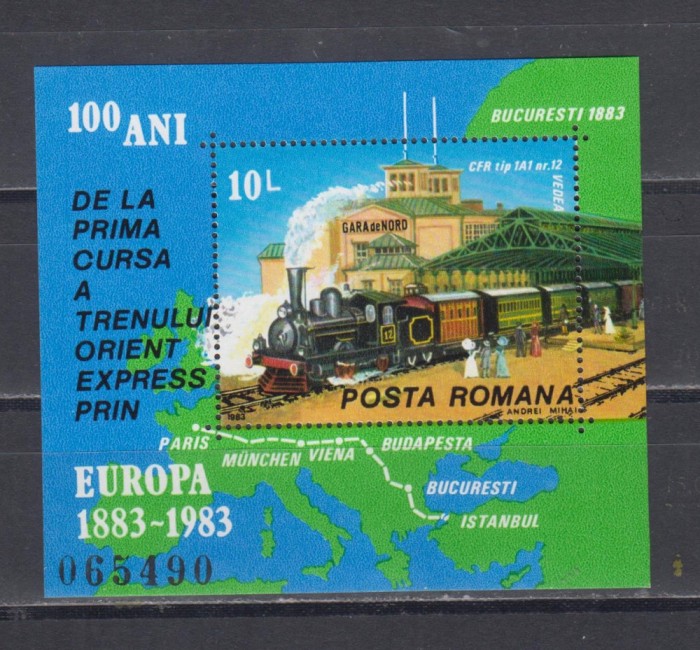 100 ANI
BUCURESTI 1883
DE LA
PRIMA
CURSA
A
TRENULUI
ORIENT
EXPRESS
PRIN
10L
CFR tip 1A1 nr.12
VEDEA
GARA de NORD
12
POSTA ROMANA
1983
ANDREI MIHAI
PARIS
MÜNCHEN
VIENA
BUDAPESTA
BUCURESTI
ISTANBUL
EUROPA
1883~1983
065490